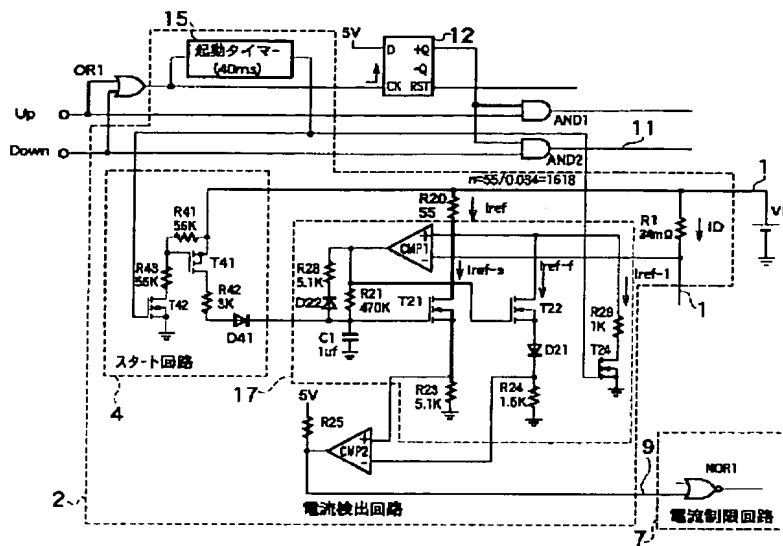 15
起動タイマー
(40ms)
5V
12
D
+Q
-Q
CK
RST
OR1
Up
Down
AND1
AND2
11
n=55/0.034=1618
1
R20
55
Iref
R1
34mΩ
ID
R41
56K
R43
56K
T41
T42
R42
3K
D41
スタート回路
4
R28
5.1K
D22
R21
470K
C1
1uf
CMP1
+
-
Iref-s
Iref-f
Iref-1
T21
T22
D21
R29
1K
T24
1
17
R23
5.1K
R24
1.5K
5V
R25
CMP2
+
-
2
電流検出回路
9
NOR1
7
電流制限回路